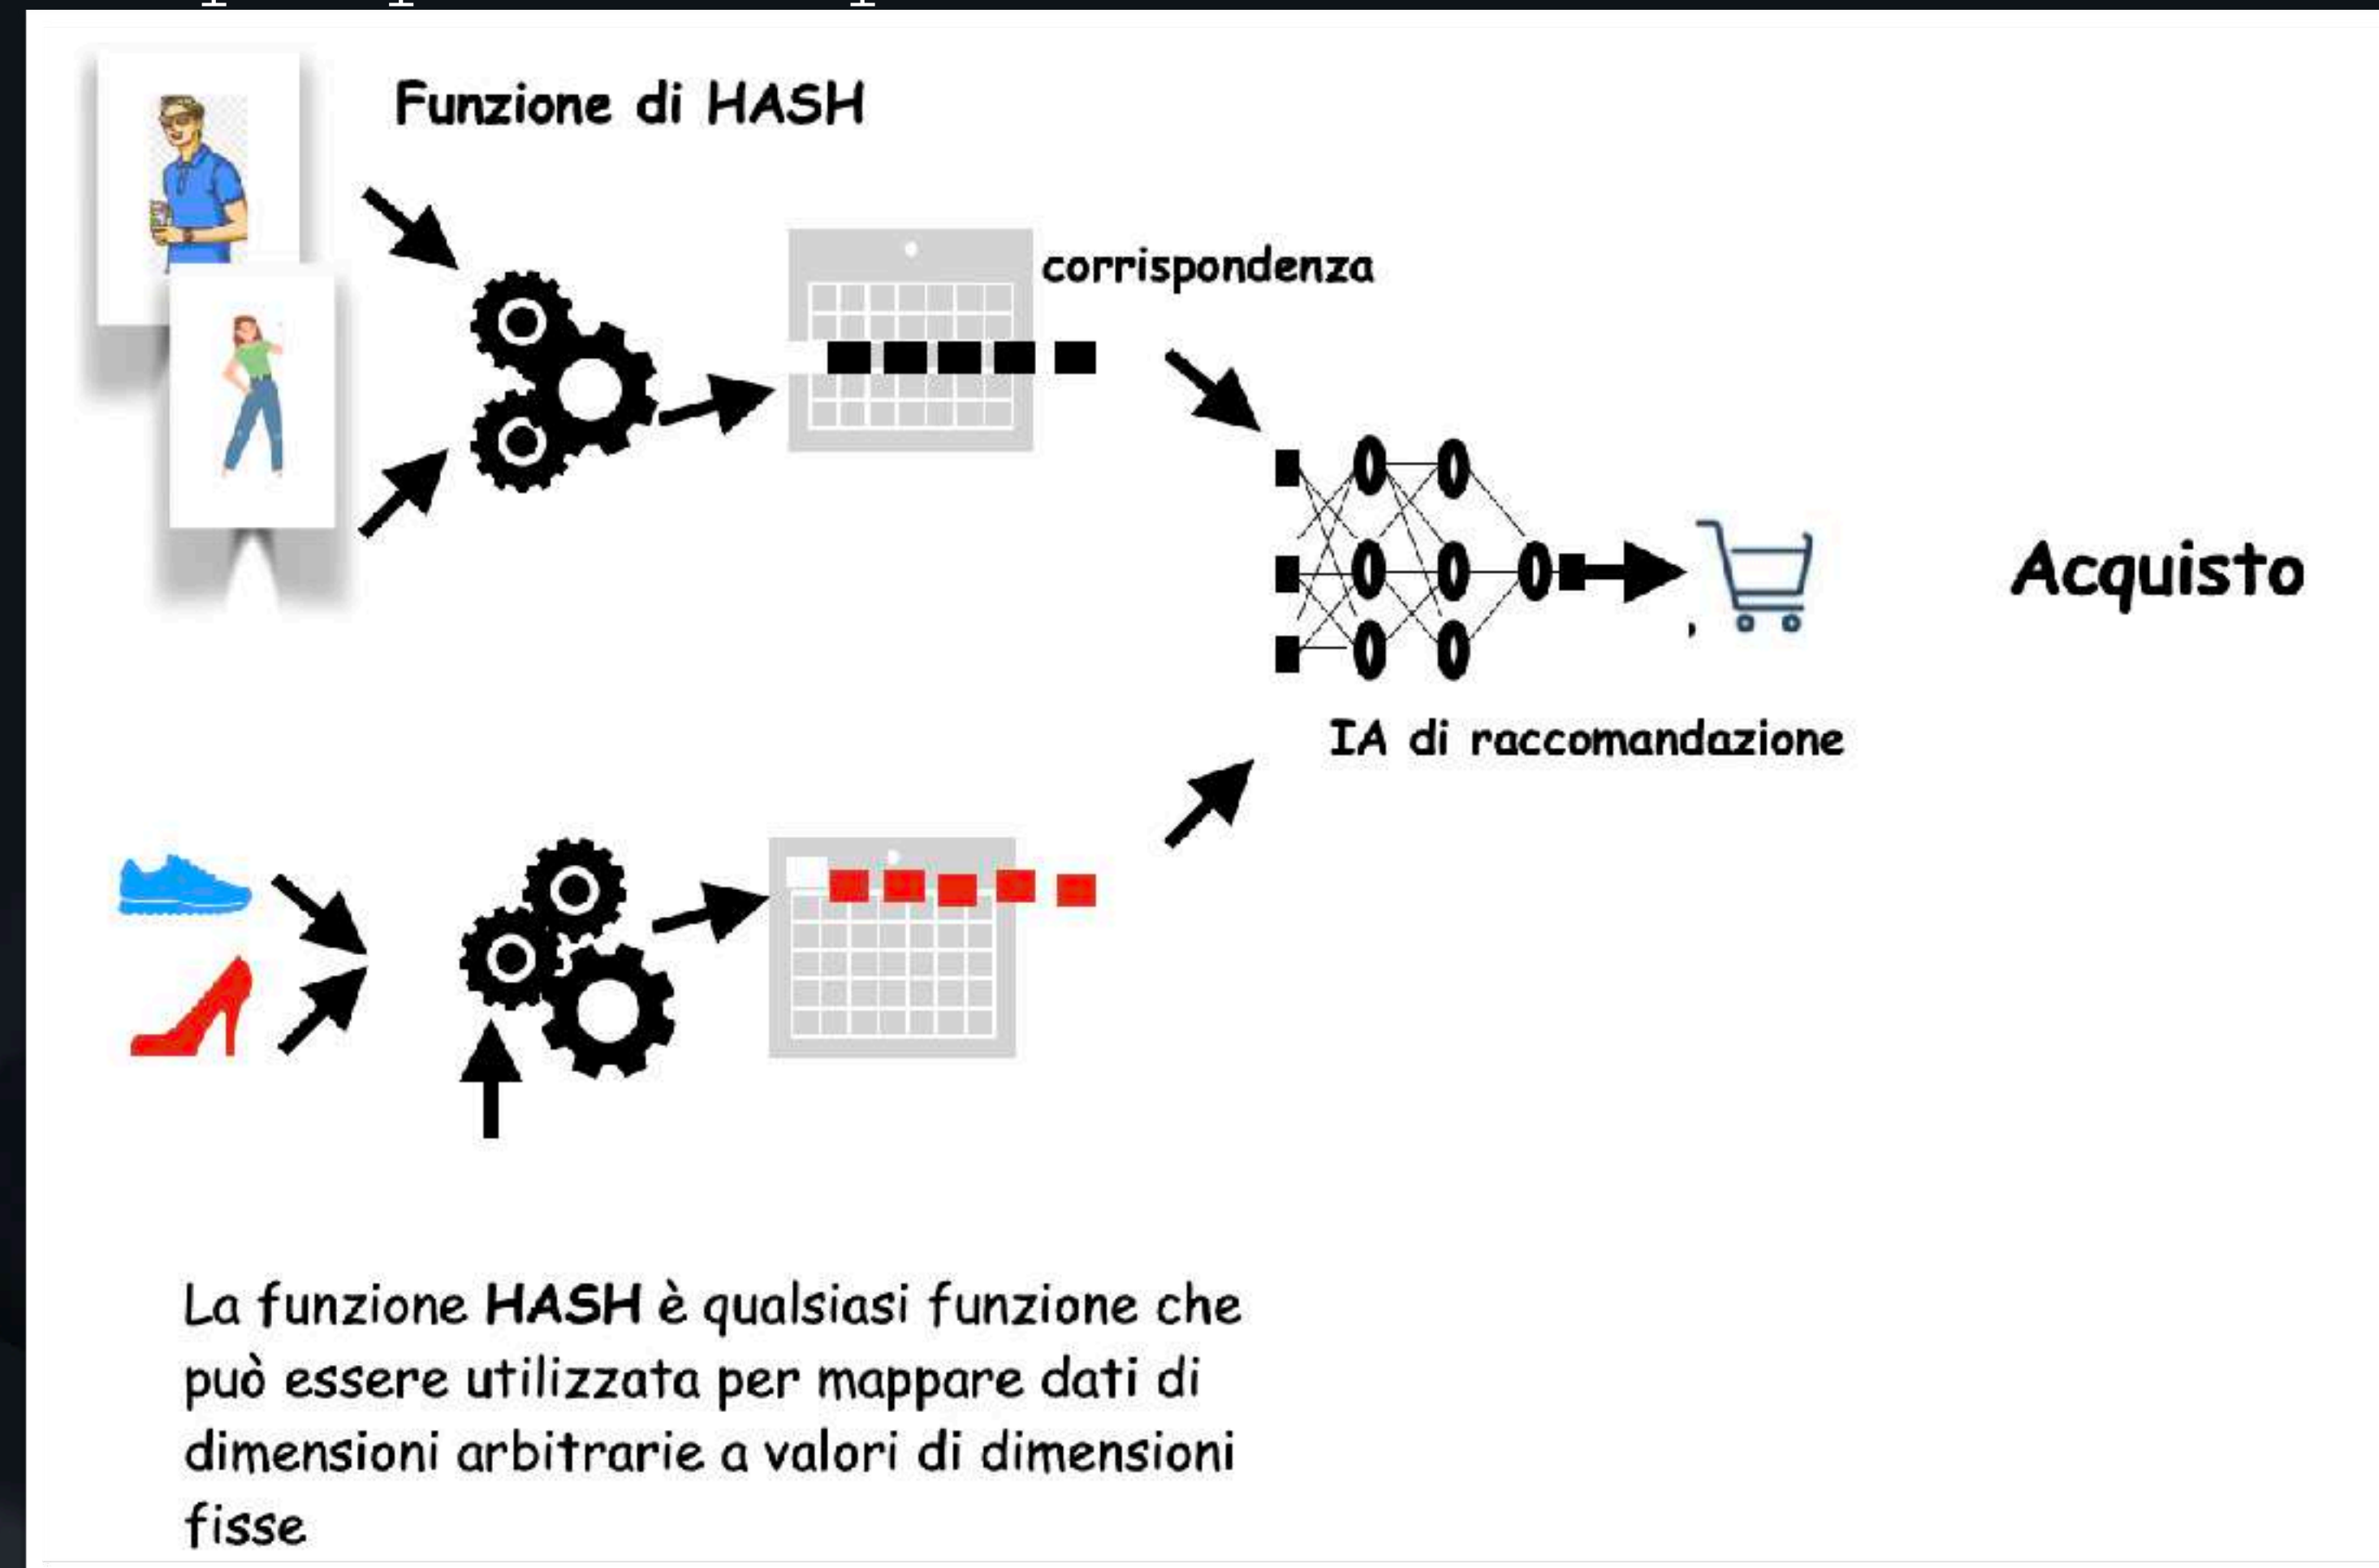 Funzione di HASH
corrispondenza
Acquisto
IA di raccomandazione
La funzione HASH è qualsiasi funzione che
può essere utilizzata per mappare dati di
dimensioni arbitrarie a valori di dimensioni
fisse